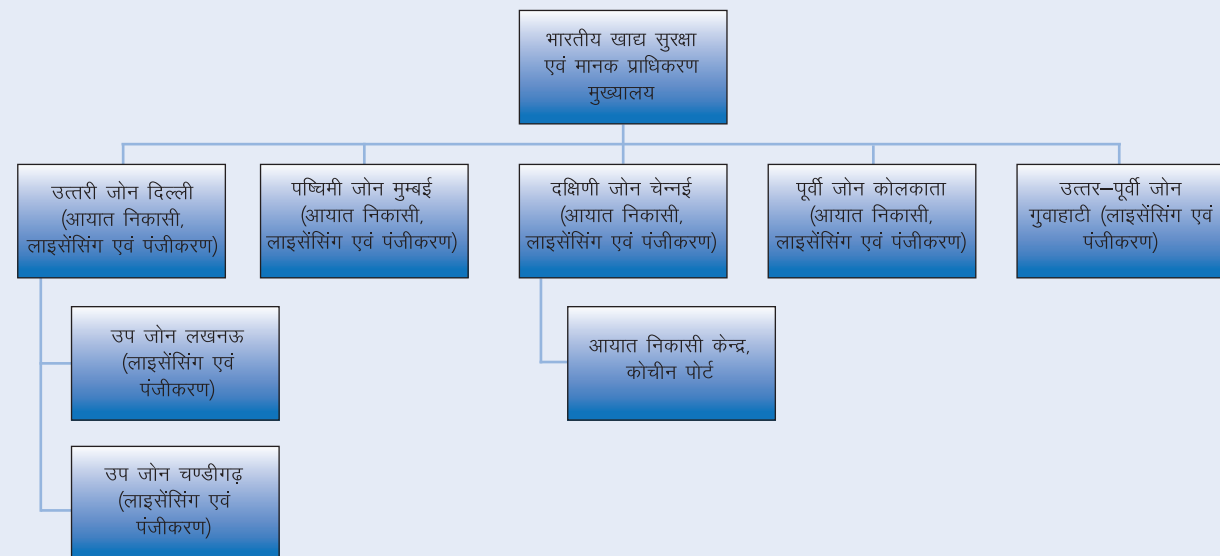 भारतीय खाद्य सुरक्षा
एवं मानक प्राधिकरण
मुख्यालय
उत्तरी जोन दिल्ली
(आयात निकासी,
लाइसेंसिंग एवं पंजीकरण)
पष्चिमी जोन मुम्बई
(आयात निकासी,
लाइसेंसिंग एवं पंजीकरण)
दक्षिणी जोन चेन्नई
(आयात निकासी,
लाइसेंसिंग एवं पंजीकरण)
पूर्वी जोन कोलकाता
(आयात निकासी,
लाइसेंसिंग एवं पंजीकरण)
उत्तर–पूर्वी जोन
गुवाहाटी (लाइसेंसिंग एवं
पंजीकरण)
उप जोन लखनऊ
(लाइसेंसिंग एवं
पंजीकरण)
आयात निकासी केन्द्र,
कोचीन पोर्ट
उप जोन चण्डीगढ़
(लाइसेंसिंग एवं
पंजीकरण)